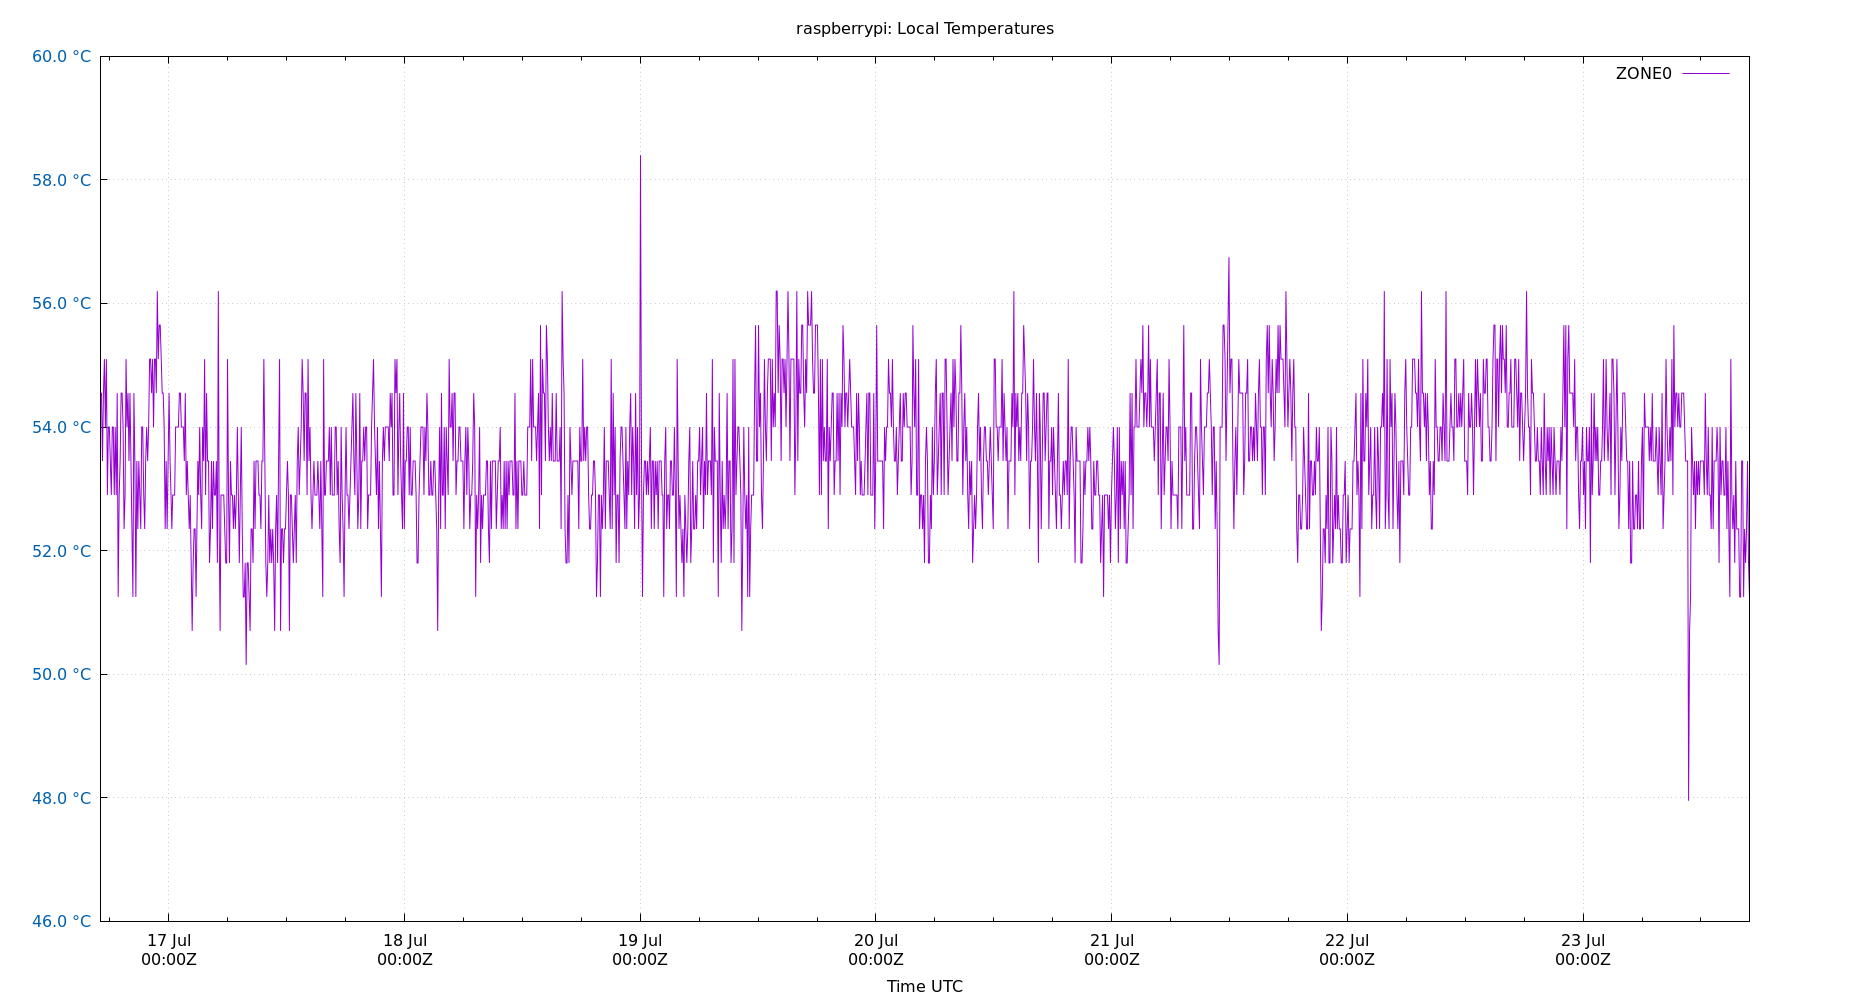 raspberrypi: Local Temperatures
60.0 °C
ZONE0
58.0 °C
56.0 °C
54.0 °C
52.0 °C
50.0 °C
48.0 °C
46.0 °C
17 Jul 18 Jul 19 Jul 20 Jul 21 Jul 22 Jul 23 Jul
00:00Z 00:00Z 00:00Z 00:00Z 00:00Z 00:00Z 00:00Z
Time UTC